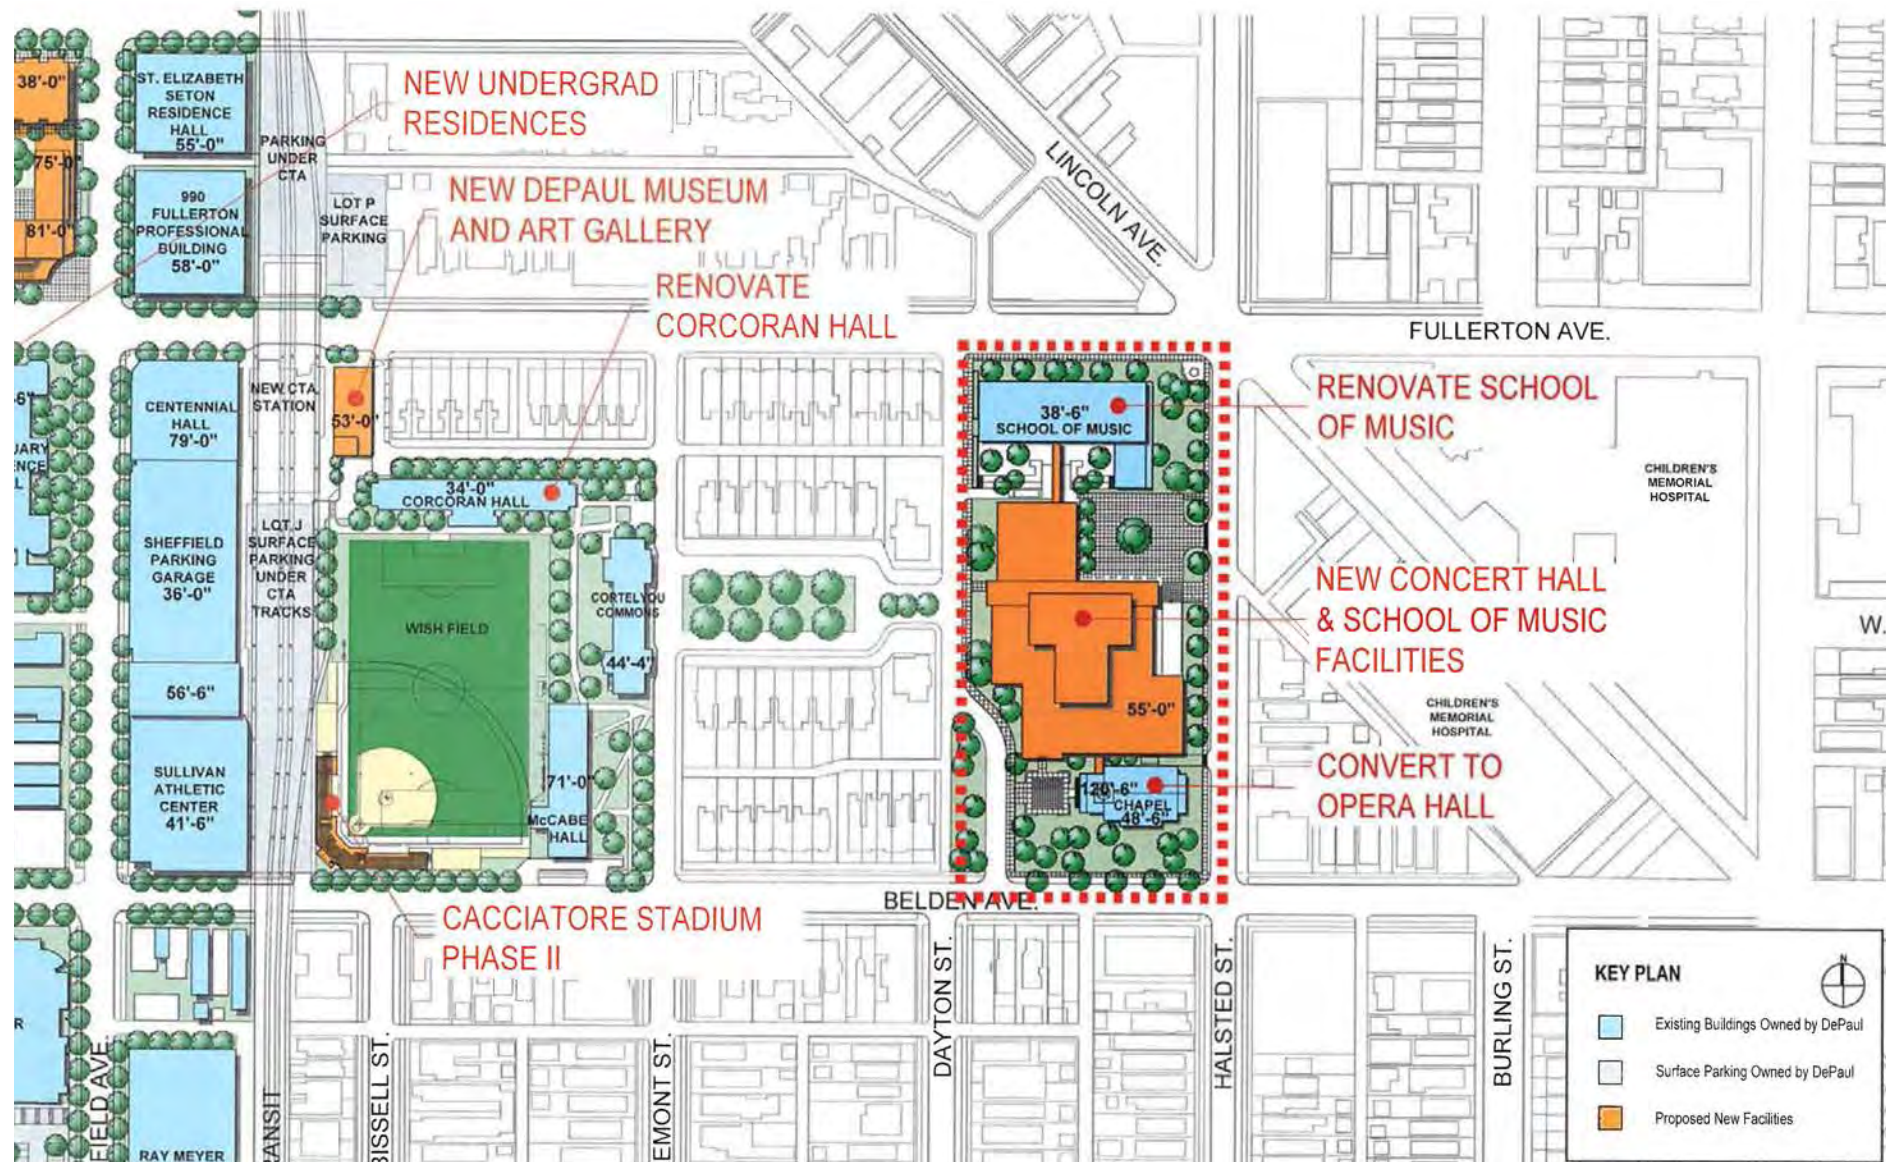 38'-0"
75'-0"
81'-0"
ST. ELIZABETH
SETON
RESIDENCE
HALL
55'-0"
PARKING
UNDER
CTA
990
FULLERTON
PROFESSIONAL
BUILDING
58'-0"
LOT P
SURFACE
PARKING
NEW UNDERGRAD
RESIDENCES
NEW DEPAUL MUSEUM
AND ART GALLERY
RENOVATE
CORCORAN HALL
LINCOLN AVE.
FULLERTON AVE.
CENTENNIAL
HALL
79'-0"
NEW CTA
STATION
53'-0"
34'-0"
CORCORAN HALL
SHEFFIELD
PARKING
GARAGE
36'-0"
LOT J
SURFACE
PARKING
UNDER
CTA
TRACKS
WISH FIELD
CORTELYOU
COMMONS
44'-4"
56'-6"
SULLIVAN
ATHLETIC
CENTER
41'-6"
71'-0"
McCABE
HALL
38'-6"
SCHOOL OF MUSIC
RENOVATE SCHOOL
OF MUSIC
CHILDREN'S
MEMORIAL
HOSPITAL
NEW CONCERT HALL
& SCHOOL OF MUSIC
FACILITIES
55'-0"
W.
CHILDREN'S
MEMORIAL
HOSPITAL
CONVERT TO
OPERA HALL
120'-6"
CHAPEL
48'-6"
BELDEN AVE.
CACCIATORE STADIUM
PHASE II
FIELD AVE.
RAY MEYER
ANSIT
BISSELL ST.
EMONT ST.
DAYTON ST.
HALSTED ST.
BURLING ST.
KEY PLAN
N
Existing Buildings Owned by DePaul
Surface Parking Owned by DePaul
Proposed New Facilities